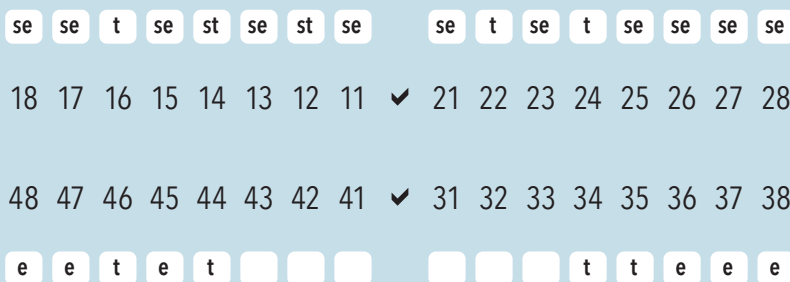 se se t se st se st se se t se t se se se se
18 17 16 15 14 13 12 11 ✔ 21 22 23 24 25 26 27 28
48 47 46 45 44 43 42 41 ✔ 31 32 33 34 35 36 37 38
e e t e t t t e e e